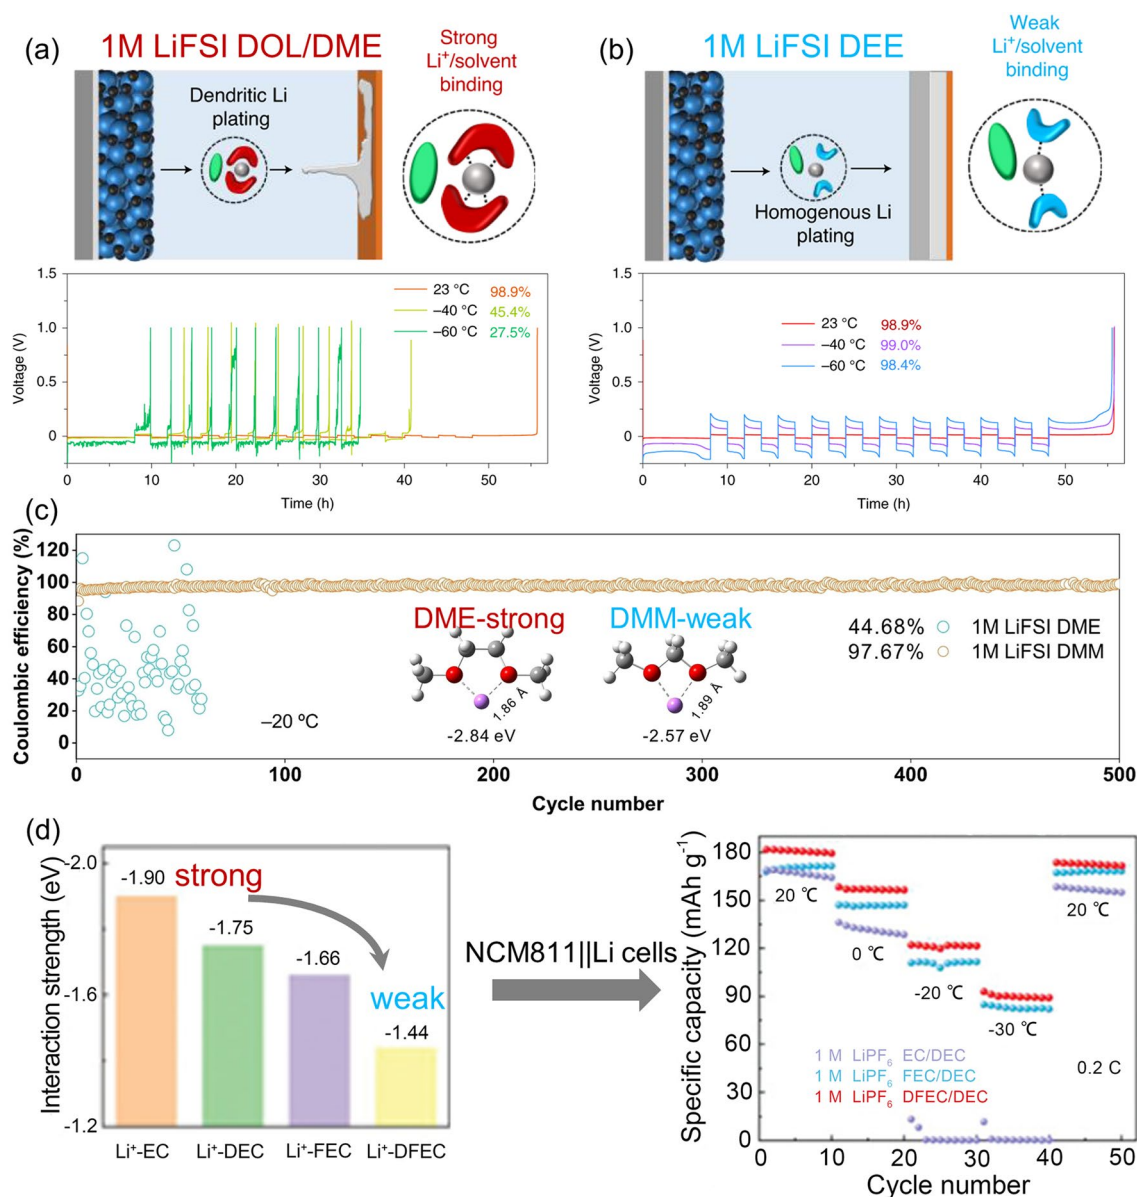 (a) 1M LiFSI DOL/DME
Strong
Li⁺/solvent
binding
Dendritic Li
plating
1.5
1.0
0.5
0
Voltage (V)
23 °C 98.9%
–40 °C 45.4%
–60 °C 27.5%
0 10 20 30 40 50
Time (h)
(b) 1M LiFSI DEE
Weak
Li⁺/solvent
binding
Homogenous Li
plating
1.5
1.0
0.5
0
Voltage (V)
23 °C 98.9%
–40 °C 99.0%
–60 °C 98.4%
0 10 20 30 40 50
Time (h)
(c)
Coulombic efficiency (%)
120
100
80
60
40
20
0
DME-strong
DMM-weak
1.86 Å
1.89 Å
-2.84 eV
-2.57 eV
–20 ºC
44.68% 1M LiFSI DME
97.67% 1M LiFSI DMM
0 100 200 300 400 500
Cycle number
(d)
Interaction strength (eV)
-2.0
-1.6
-1.2
-1.90
-1.75
-1.66
-1.44
strong
weak
Li⁺-EC Li⁺-DEC Li⁺-FEC Li⁺-DFEC
NCM811||Li cells
Specific capacity (mAh g⁻¹)
180
150
120
90
60
30
0
20 ℃
0 ℃
-20 ℃
-30 ℃
20 ℃
1 M LiPF₆ EC/DEC
1 M LiPF₆ FEC/DEC
1 M LiPF₆ DFEC/DEC
0.2 C
0 10 20 30 40 50
Cycle number